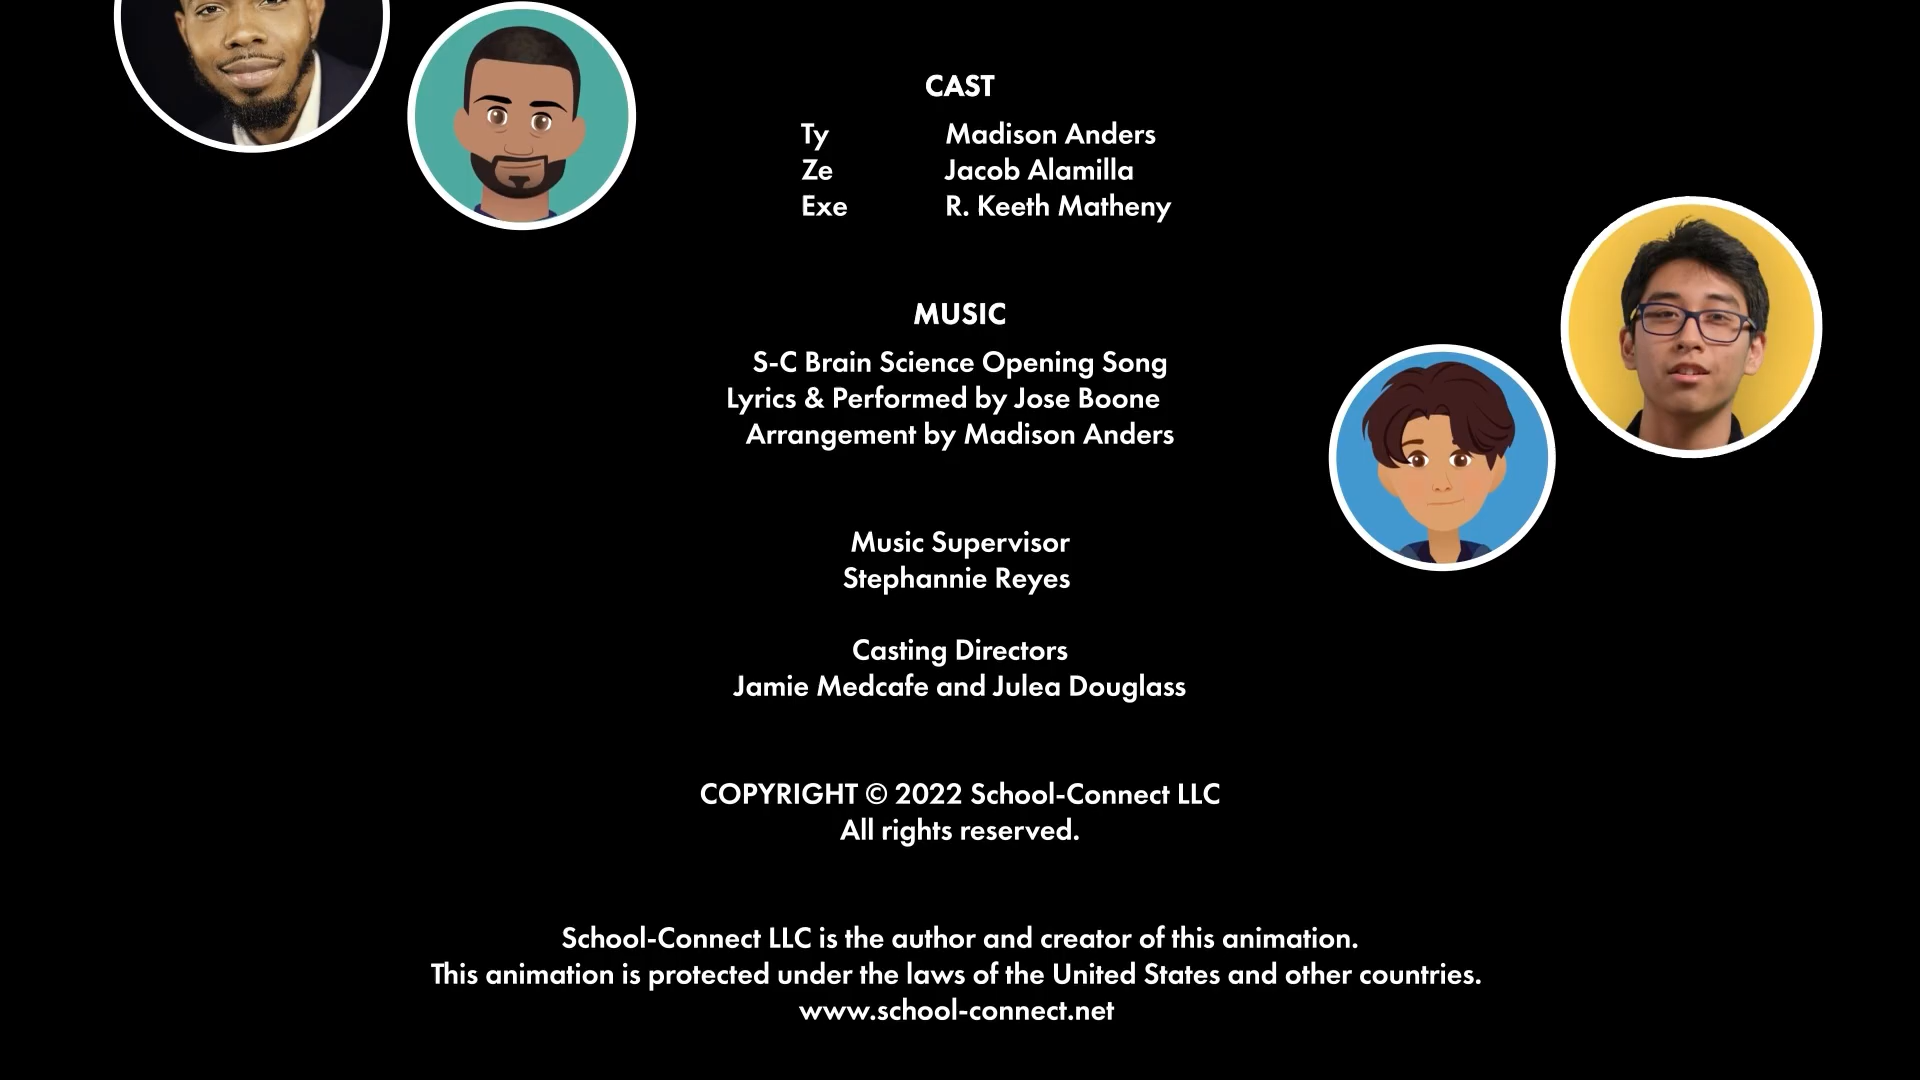 CAST
Ty Madison Anders
Ze Jacob Alamilla
Exe R. Keeth Matheny
MUSIC
S-C Brain Science Opening Song
Lyrics & Performed by Jose Boone
Arrangement by Madison Anders
Music Supervisor
Stephannie Reyes
Casting Directors
Jamie Medcafe and Julea Douglass
COPYRIGHT © 2022 School-Connect LLC
All rights reserved.
School-Connect LLC is the author and creator of this animation.
This animation is protected under the laws of the United States and other countries.
www.school-connect.net